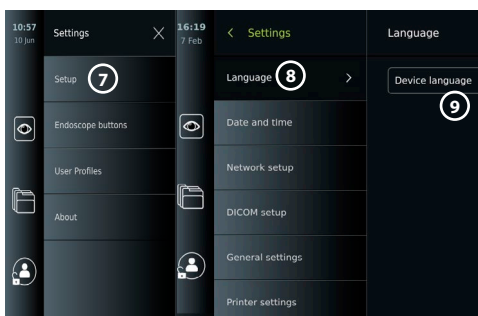 10:57
10 Jun
Settings
Setup
7
Endoscope buttons
User Profiles
About
16:19
7 Feb
Settings
Language
8
Date and time
Network setup
DICOM setup
General settings
Printer settings
Language
Device language
9